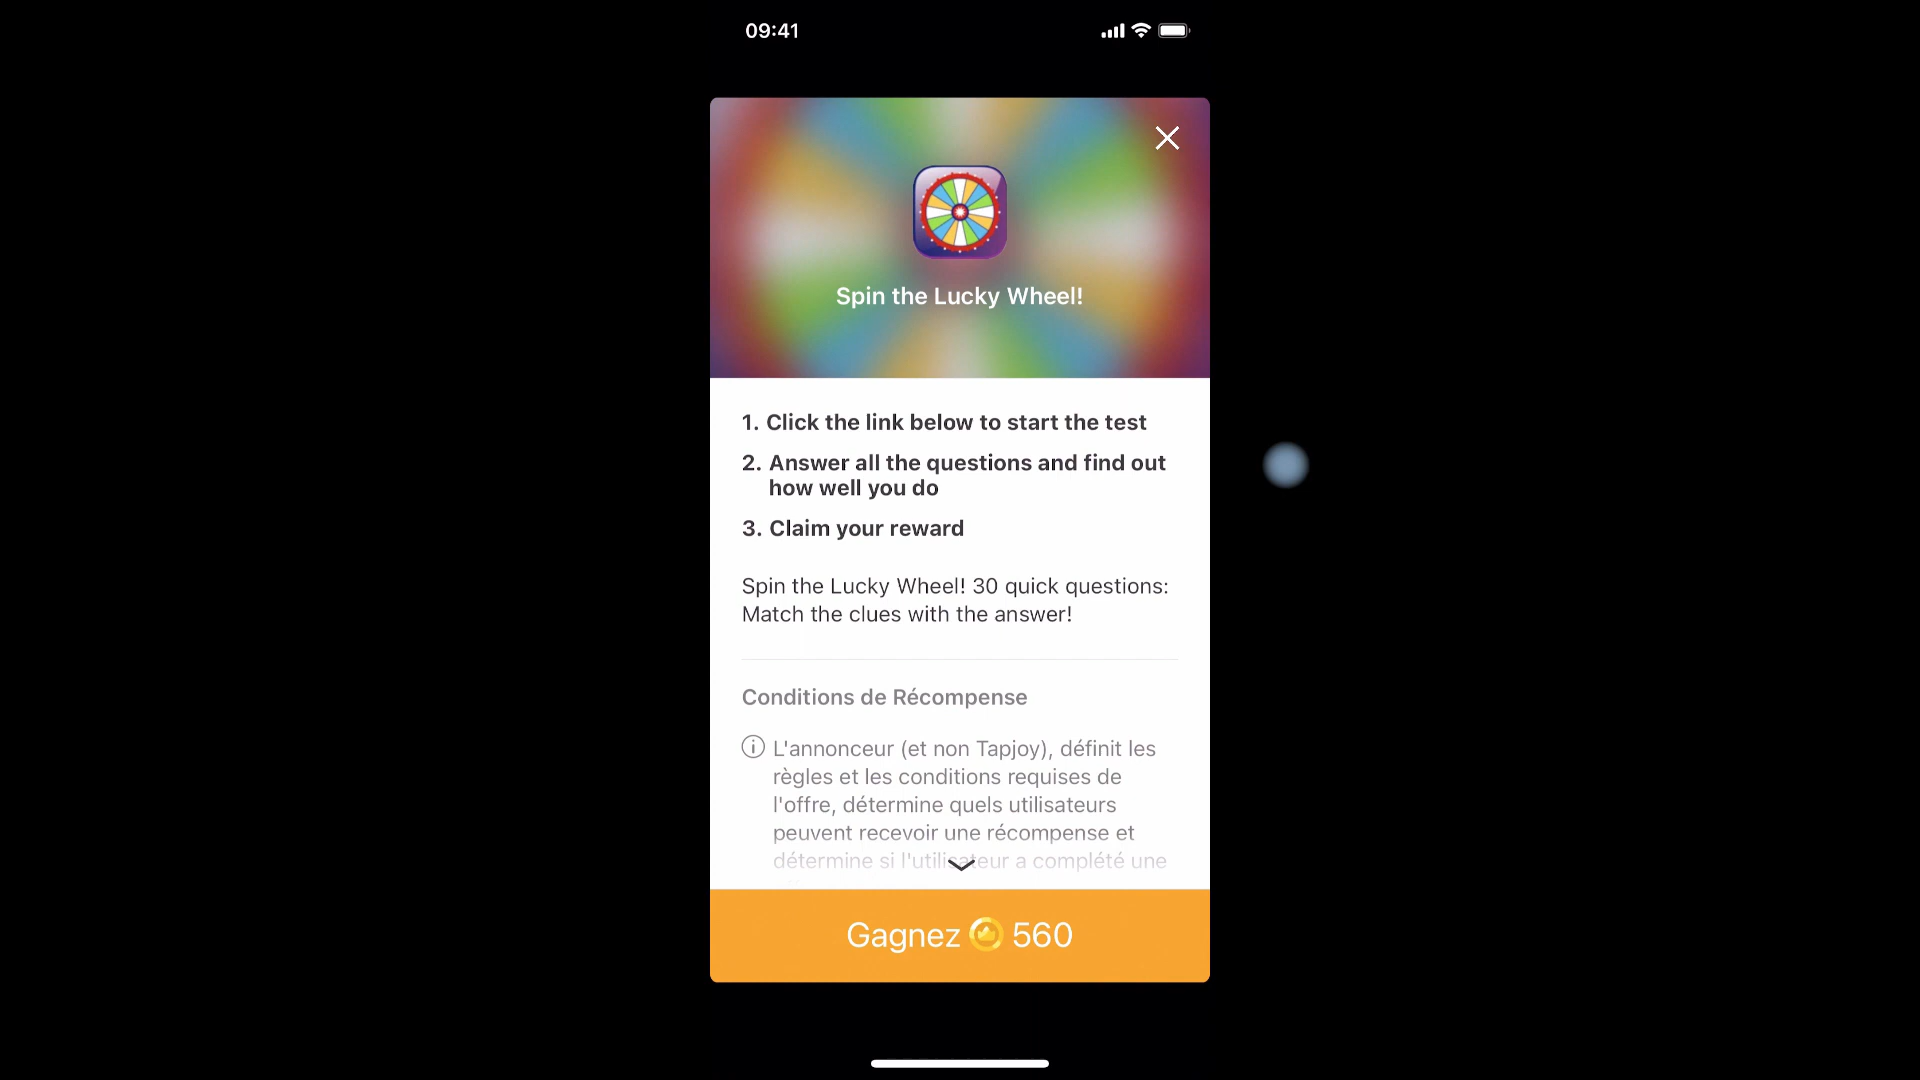 09:41
Spin the Lucky Wheel!
1. Click the link below to start the test
2. Answer all the questions and find out
how well you do
3. Claim your reward
Spin the Lucky Wheel! 30 quick questions:
Match the clues with the answer!
Conditions de Récompense
L'annonceur (et non Tapjoy), définit les
règles et les conditions requises de
l'offre, détermine quels utilisateurs
peuvent recevoir une récompense et
détermine si l'utilisateur a complété une
Gagnez 560